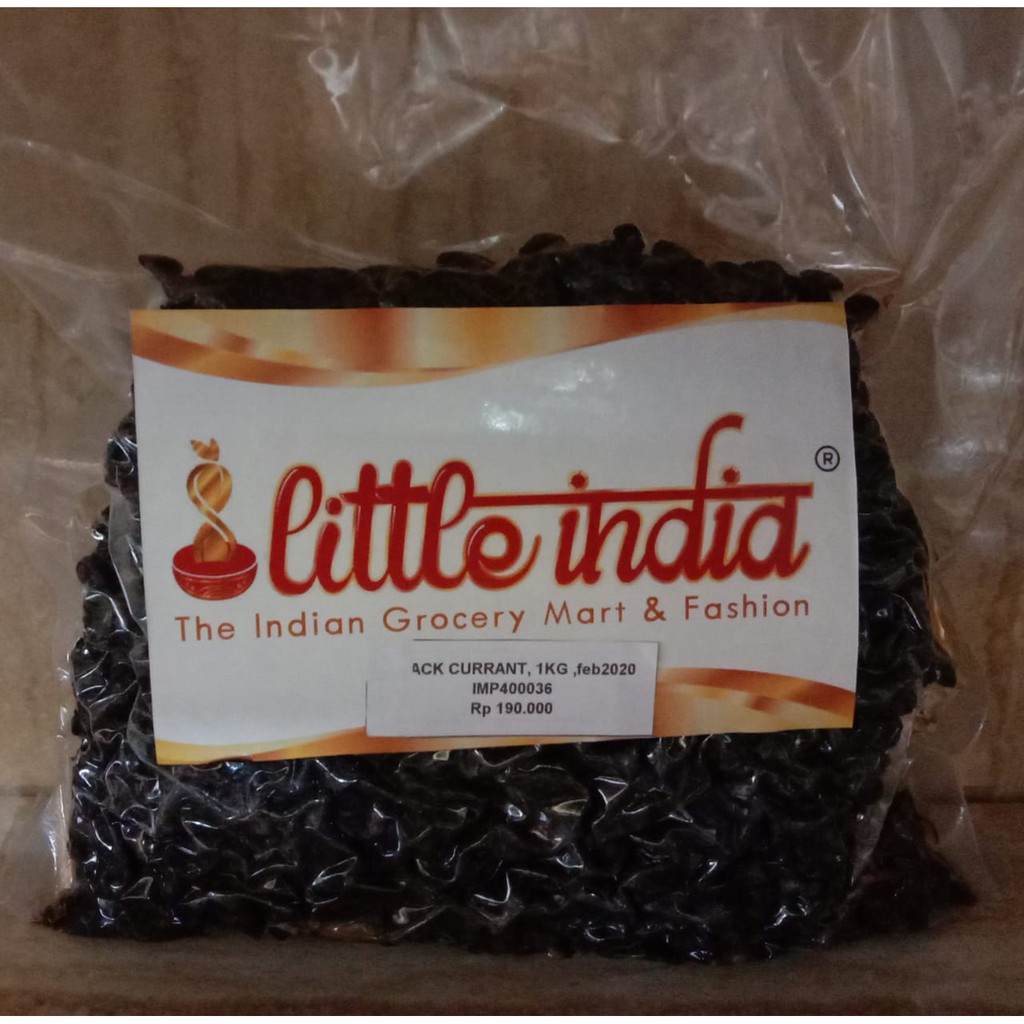 little india ®
The Indian Grocery Mart & Fashion
ACK CURRANT, 1KG ,feb2020
IMP400036
Rp 190.000